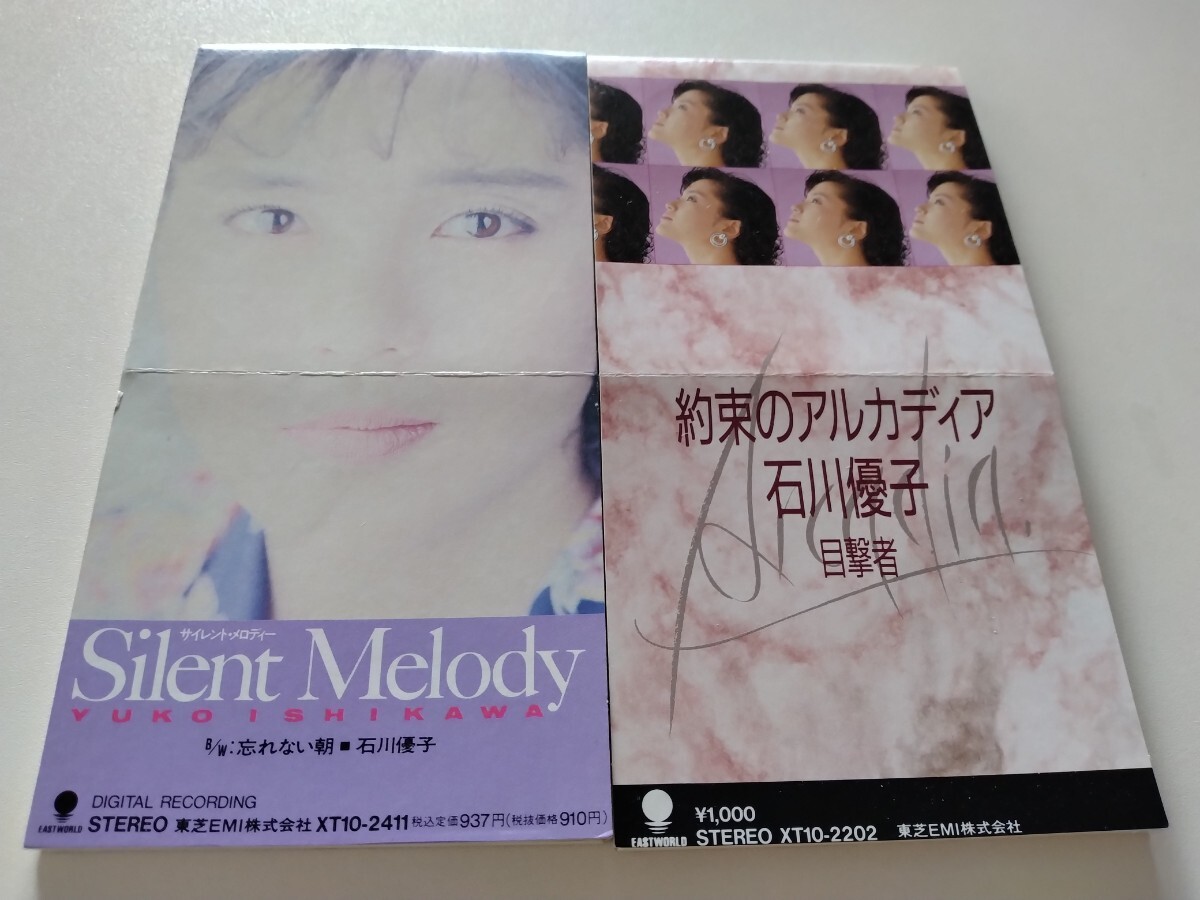 サイレント・メロディー
Silent Melody
YUKO ISHIKAWA
B/W:忘れない朝■石川優子
DIGITAL RECORDING
EASTWORLD
STEREO 東芝EMI株式会社 XT10-2411 税込定価937円(税抜価格910円)
約束のアルカディア
石川優子
目撃者
Arcadia.
¥1,000
EASTWORLD
STEREO XT10-2202 東芝EMI株式会社